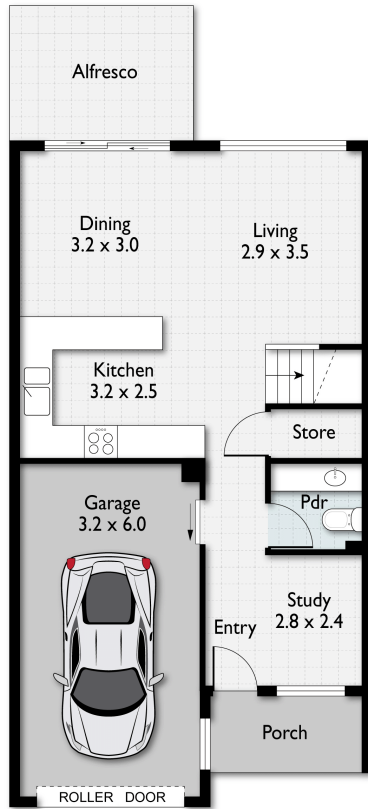 Alfresco
Dining
3.2 x 3.0
Living
2.9 x 3.5
Kitchen
3.2 x 2.5
Store
Pdr
Garage
3.2 x 6.0
Study
2.8 x 2.4
Entry
Porch
ROLLER DOOR